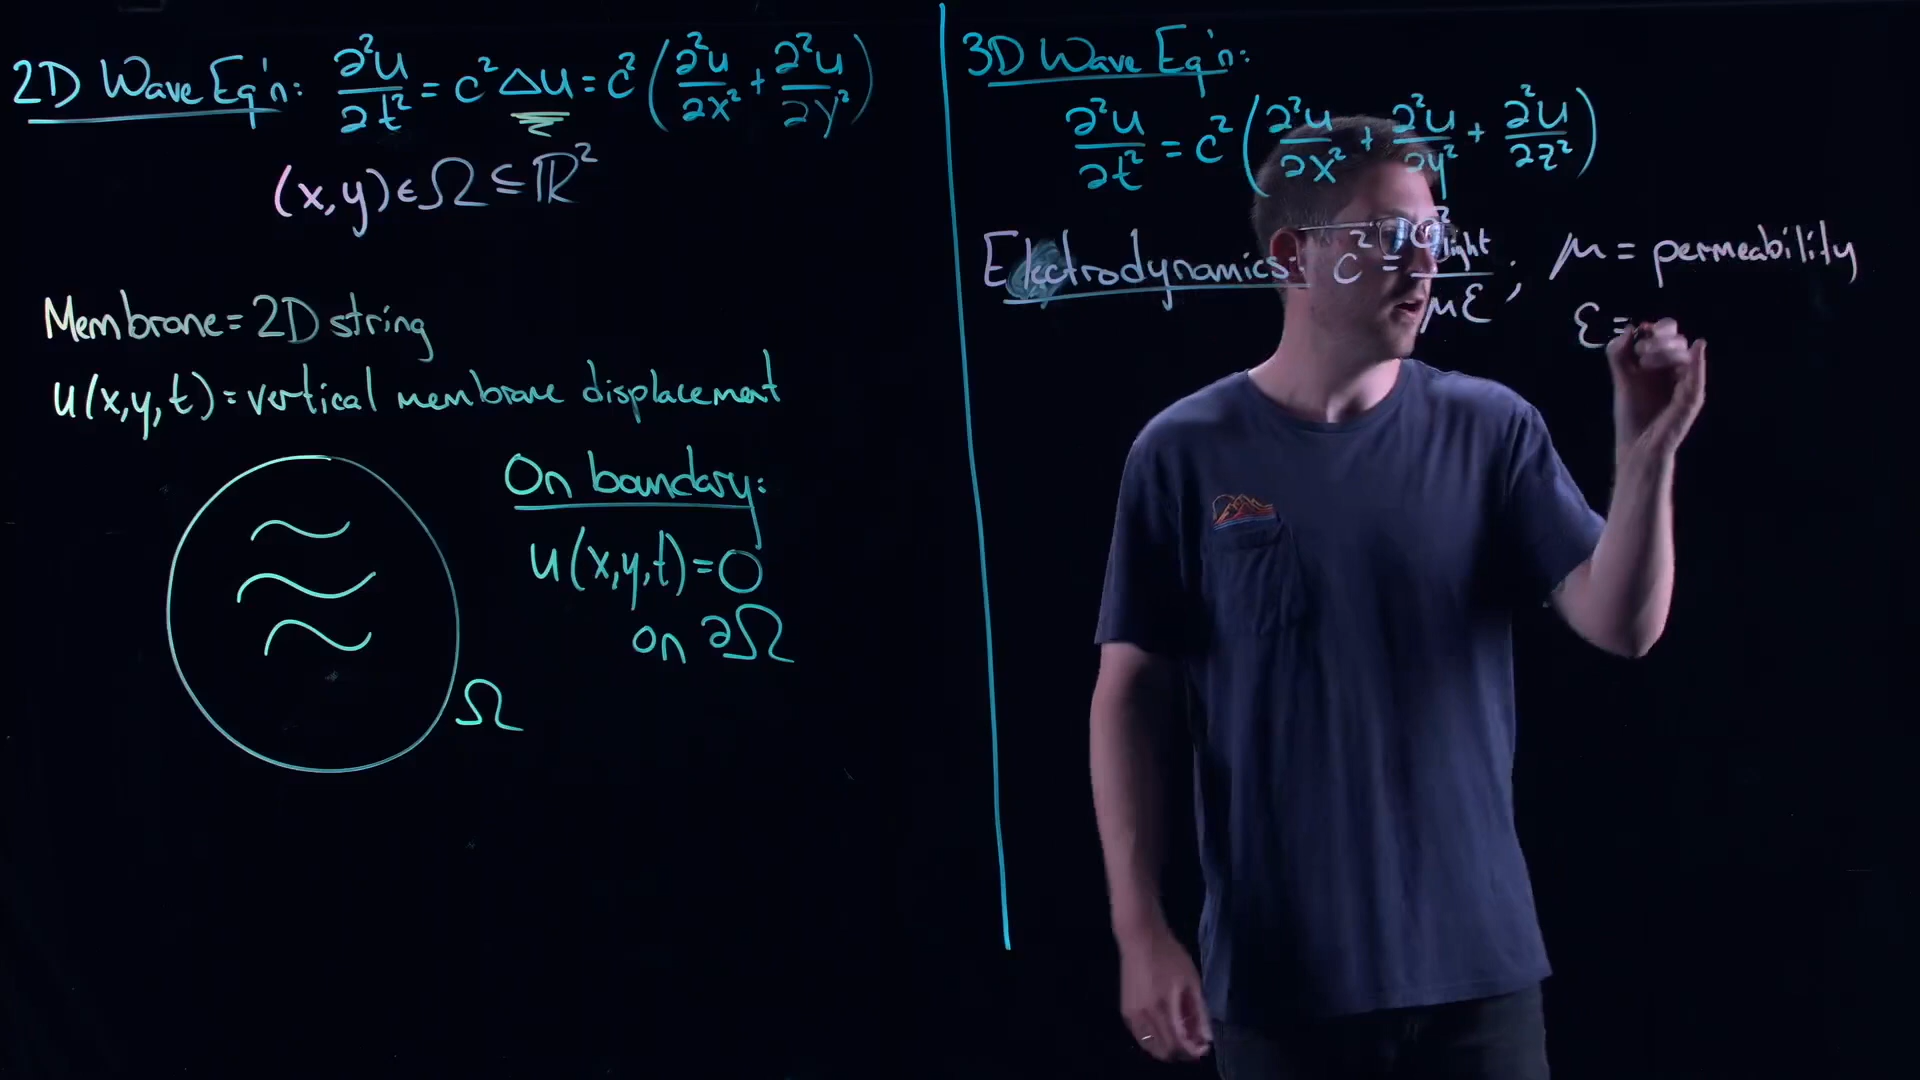 2D Wave Eq'n: ∂²u/∂t² = c² Δu = c² (∂²u/∂x² + ∂²u/∂y²)
(x,y) ∈ Ω ⊆ ℝ²
Membrane = 2D string
u(x,y,t) = vertical membrane displacement
On boundary:
u(x,y,t) = 0
on ∂Ω
Ω
3D Wave Eq'n:
∂²u/∂t² = c² (∂²u/∂x² + ∂²u/∂y² + ∂²u/∂z²)
Electrodynamics: c² = c²light/με ; μ = permeability
ε =